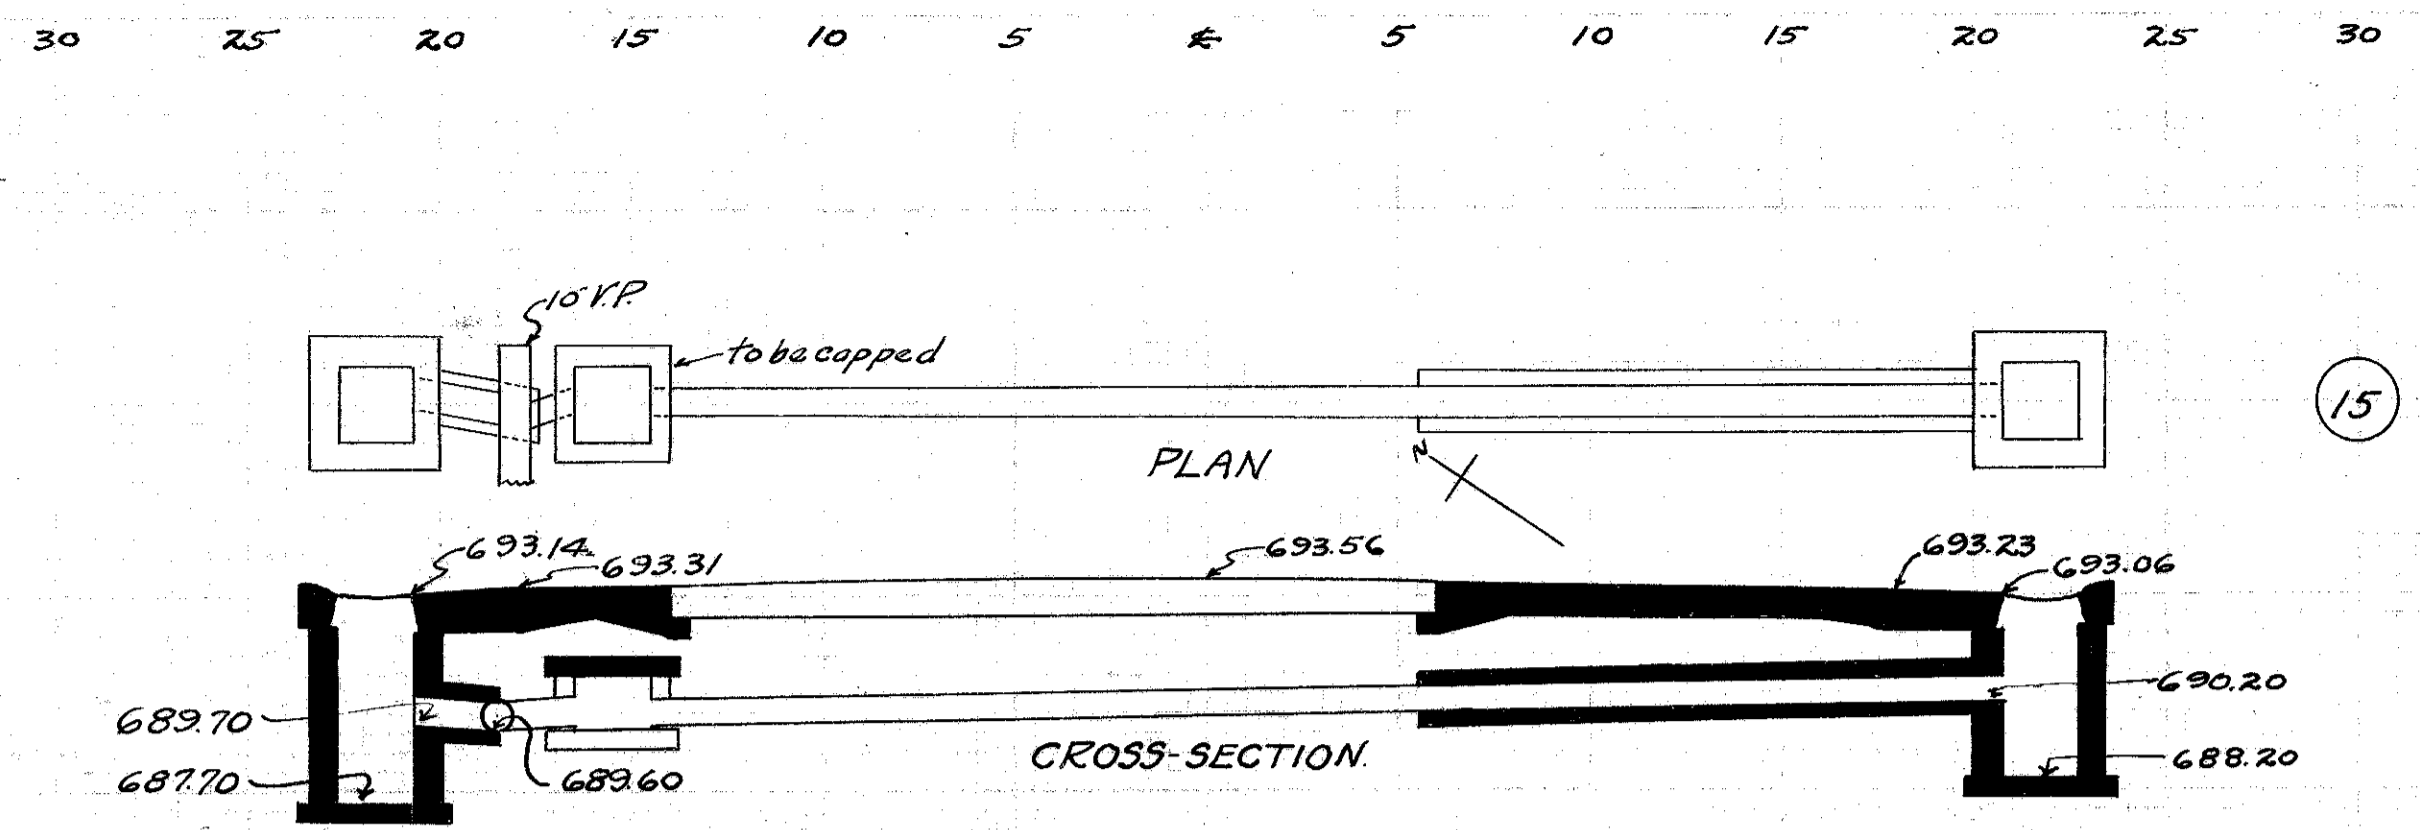 30 25 20 15 10 5 ℄ 5 10 15 20 25 30
10" V.P.
to be capped
15
PLAN
N
693.14
693.31
693.56
693.23
693.06
689.70
690.20
CROSS-SECTION.
687.70
689.60
688.20